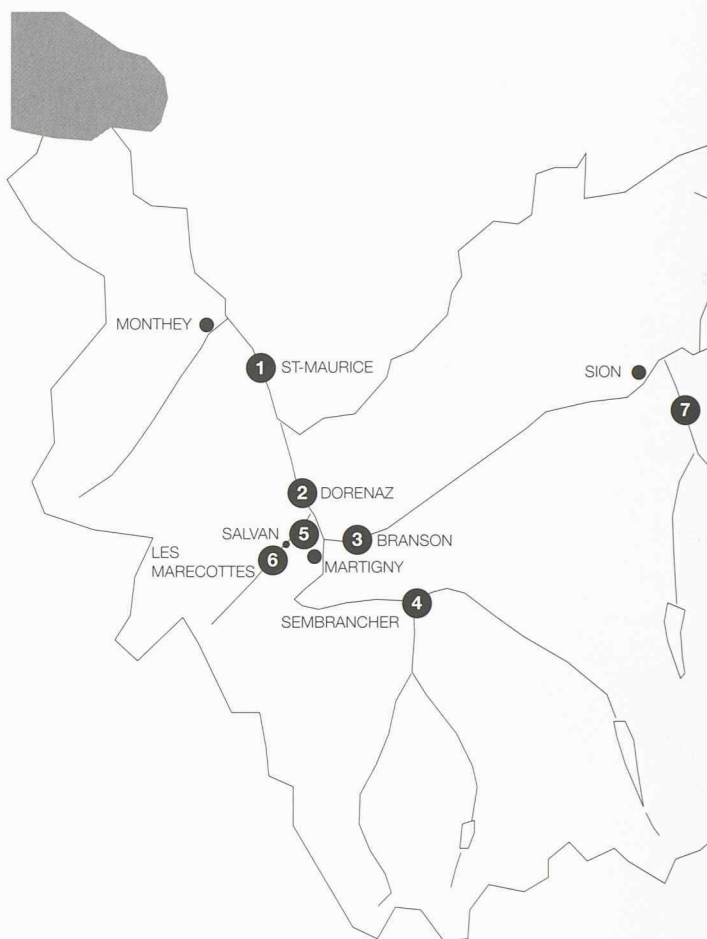 MONTHEY
1 ST-MAURICE
SION
7
2 DORENAZ
SALVAN 5
3 BRANSON
LES
MARECOTTES 6
MARTIGNY
4
SEMBRANCHER